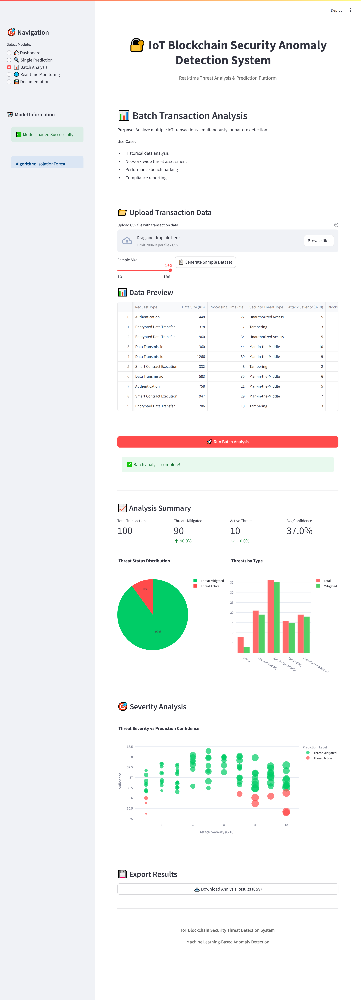 Deploy
Navigation
Select Module:
Dashboard
Single Prediction
Batch Analysis
Real-time Monitoring
Documentation
Model Information
Model Loaded Successfully
Algorithm: IsolationForest
IoT Blockchain Security Anomaly
Detection System
Real-time Threat Analysis & Prediction Platform
Batch Transaction Analysis
Purpose: Analyze multiple IoT transactions simultaneously for pattern detection.
Use Case:
• Historical data analysis
• Network-wide threat assessment
• Performance benchmarking
• Compliance reporting
Upload Transaction Data
Upload CSV file with transaction data
Drag and drop file here
Limit 200MB per file • CSV
Browse files
Sample Size
100
10 100
Generate Sample Dataset
Data Preview
Request Type Data Size (KB) Processing Time (ms) Security Threat Type Attack Severity (0-10) Blockc
0 Authentication 448 22 Unauthorized Access 5
1 Encrypted Data Transfer 378 7 Tampering 3
2 Encrypted Data Transfer 960 34 Unauthorized Access 5
3 Data Transmission 1360 44 Man-in-the-Middle 10
4 Data Transmission 1266 39 Man-in-the-Middle 9
5 Smart Contract Execution 332 8 Tampering 2
6 Data Transmission 583 35 Man-in-the-Middle 6
7 Authentication 758 21 Man-in-the-Middle 5
8 Smart Contract Execution 947 29 Man-in-the-Middle 7
9 Encrypted Data Transfer 206 19 Tampering 3
Run Batch Analysis
Batch analysis complete!
Analysis Summary
Total Transactions Threats Mitigated Active Threats Avg Confidence
100 90 10 37.0%
↑ 90.0% ↓ -10.0%
Threat Status Distribution
Threat Mitigated
Threat Active
10%
90%
Threats by Type
Total
Mitigated
35
30
25
20
15
10
5
0
DDoS
Eavesdropping
Man-in-the-Middle
Tampering
Unauthorized Access
Severity Analysis
Threat Severity vs Prediction Confidence
Prediction_Label
Threat Mitigated
Threat Active
Confidence
38.5
38
37.5
37
36.5
36
35.5
35
2 4 6 8 10
Attack Severity (0-10)
Export Results
Download Analysis Results (CSV)
IoT Blockchain Security Threat Detection System
Machine Learning-Based Anomaly Detection